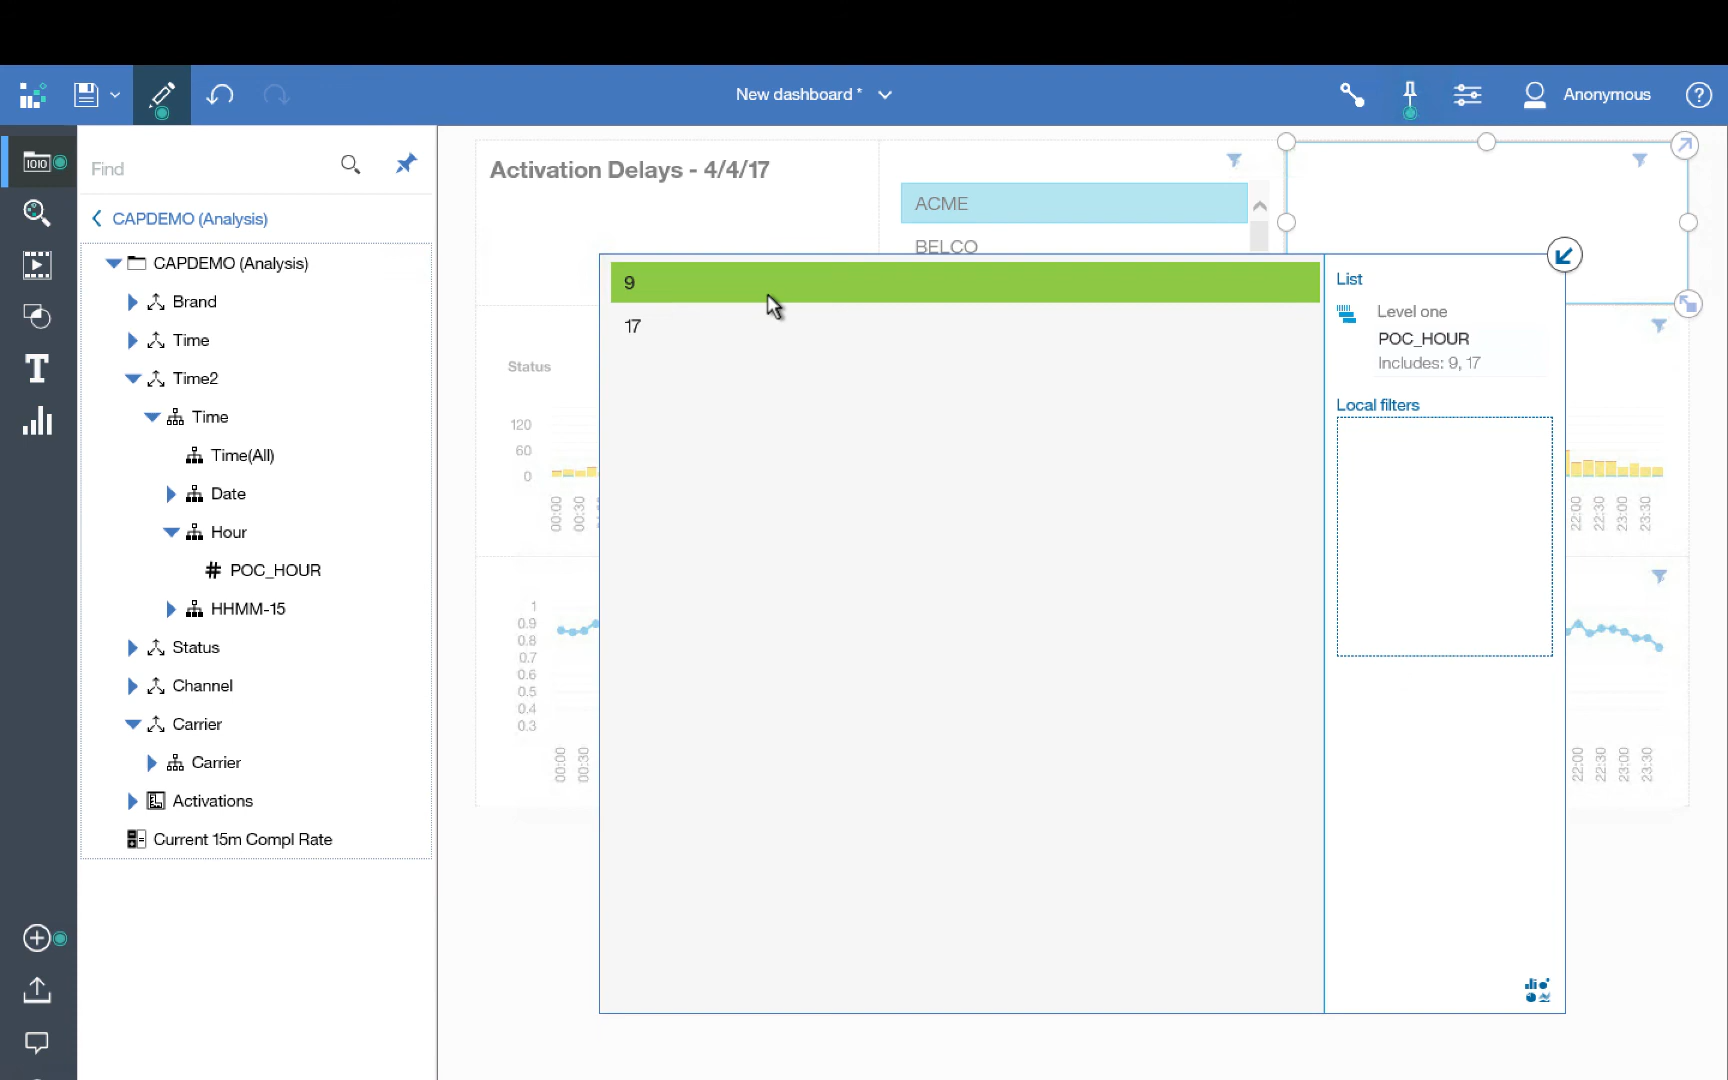 New dashboard *
Anonymous
?
1010
Find
CAPDEMO (Analysis)
CAPDEMO (Analysis)
Brand
Time
Time2
Time
Time(All)
Date
Hour
# POC_HOUR
HHMM-15
Status
Channel
Carrier
Carrier
Activations
Current 15m Compl Rate
T
Activation Delays - 4/4/17
ACME
BELCO
9
17
List
Level one
POC_HOUR
Includes: 9, 17
Local filters
Status
120
60
0
00:00
00:30
22:00
22:30
23:00
23:30
1
0.9
0.8
0.7
0.6
0.5
0.4
0.3
00:00
00:30
22:00
22:30
23:00
23:30